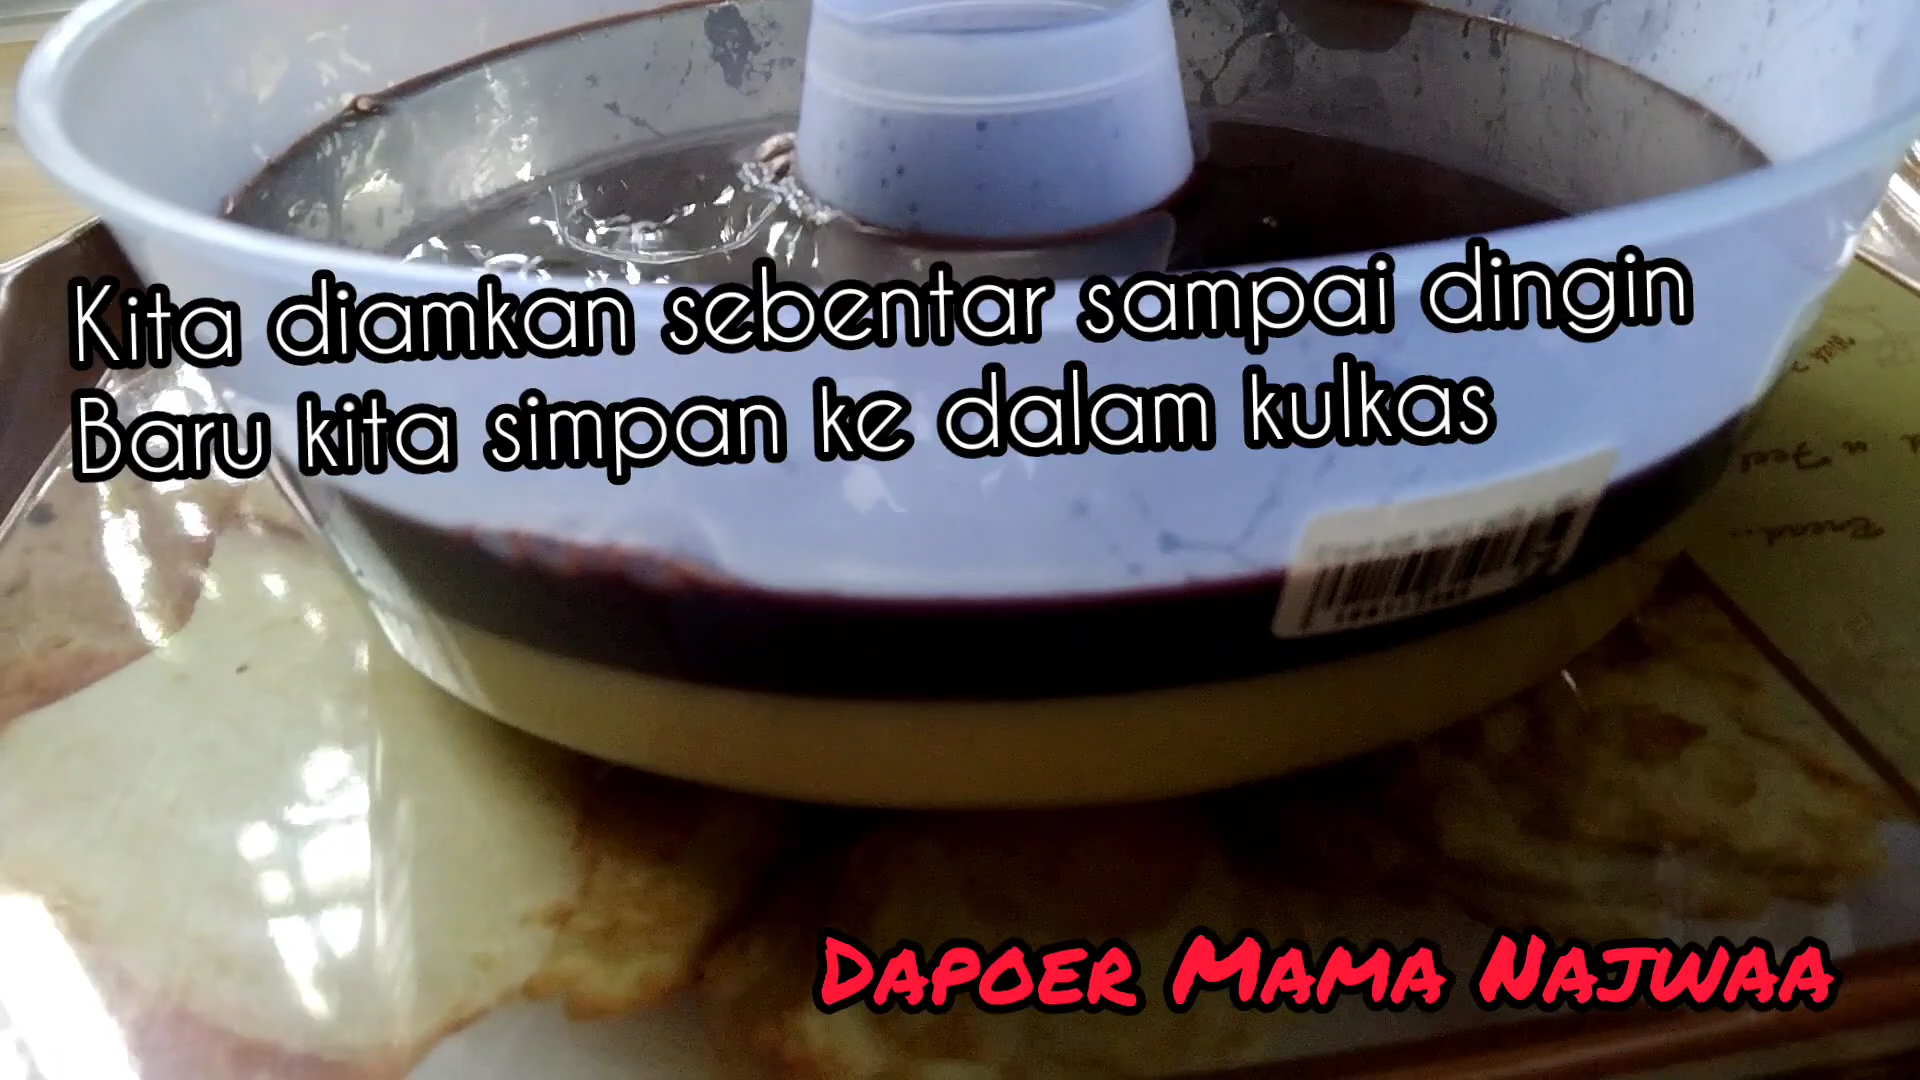 Kita diamkan sebentar sampai dingin
Baru kita simpan ke dalam kulkas
Dapoer Mama Najwaa